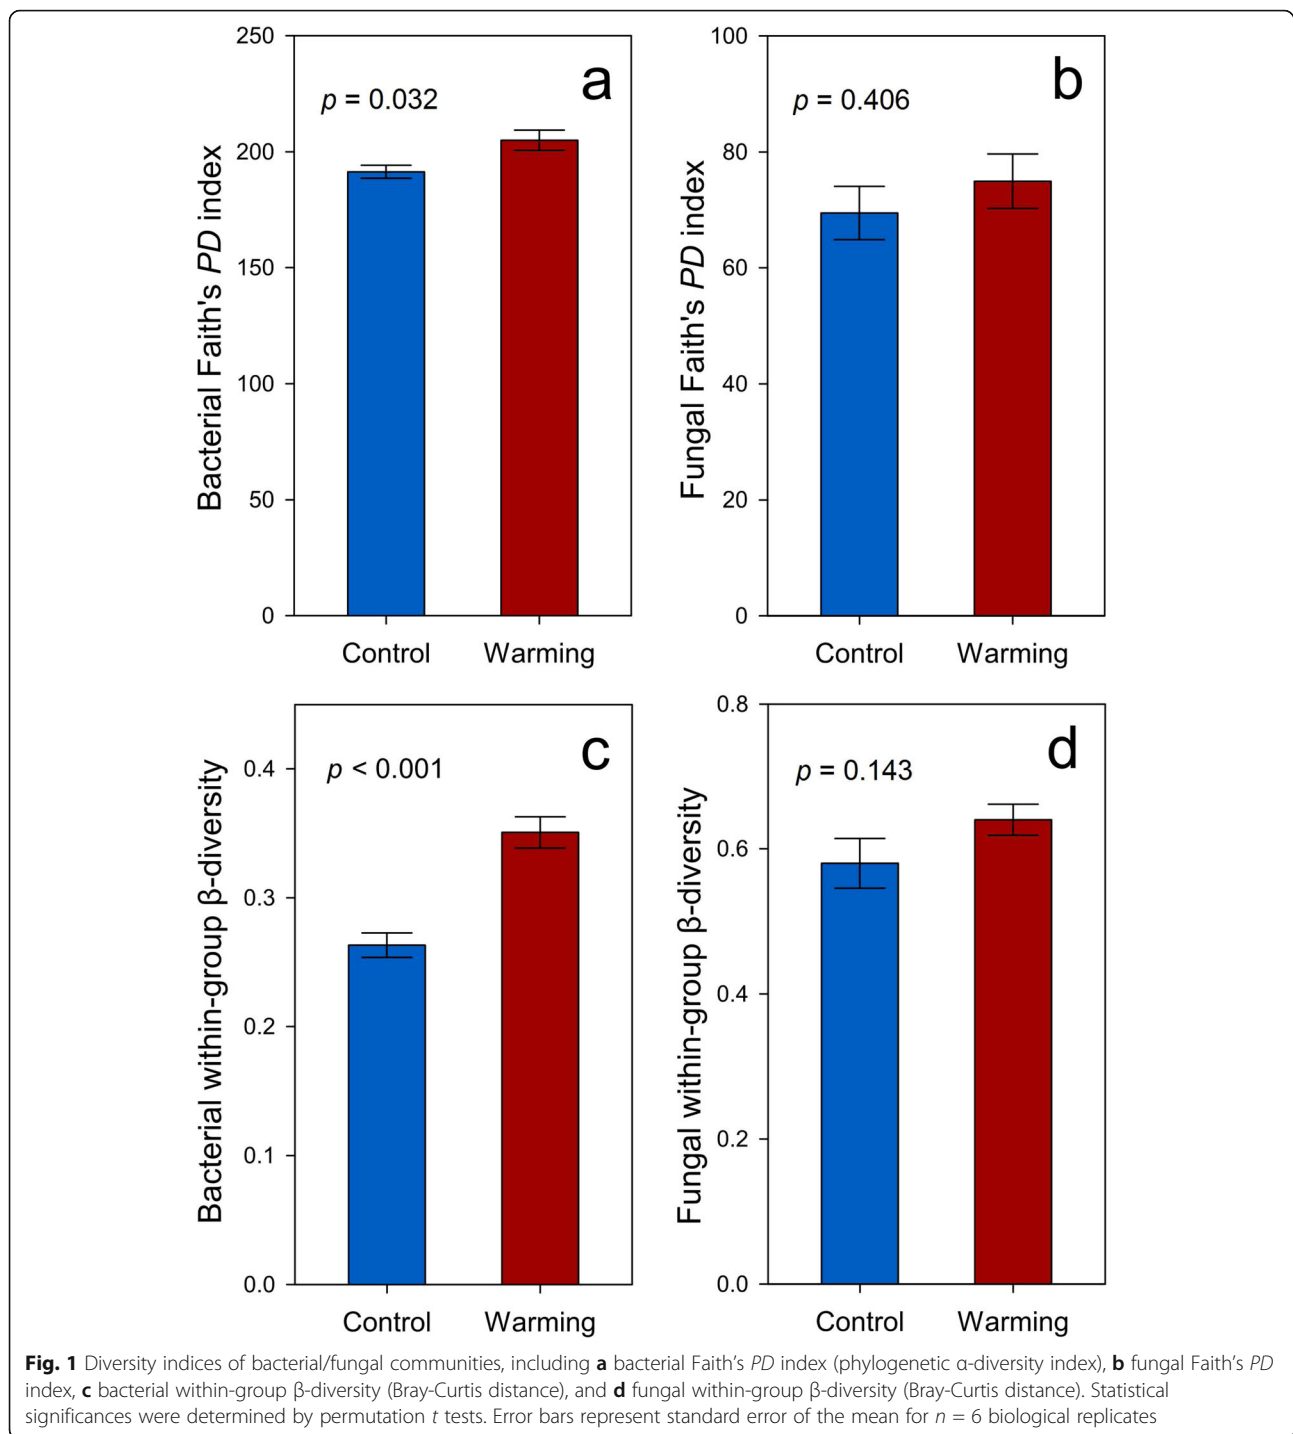 250
200
150
100
50
0
Bacterial Faith's PD index
p = 0.032
a
Control Warming
100
80
60
40
20
0
Fungal Faith's PD index
p = 0.406
b
Control Warming
0.4
0.3
0.2
0.1
0.0
Bacterial within-group β-diversity
p < 0.001
c
Control Warming
0.8
0.6
0.4
0.2
0.0
Fungal within-group β-diversity
p = 0.143
d
Control Warming
Fig. 1 Diversity indices of bacterial/fungal communities, including a bacterial Faith's PD index (phylogenetic α-diversity index), b fungal Faith's PD
index, c bacterial within-group β-diversity (Bray-Curtis distance), and d fungal within-group β-diversity (Bray-Curtis distance). Statistical
significances were determined by permutation t tests. Error bars represent standard error of the mean for n = 6 biological replicates